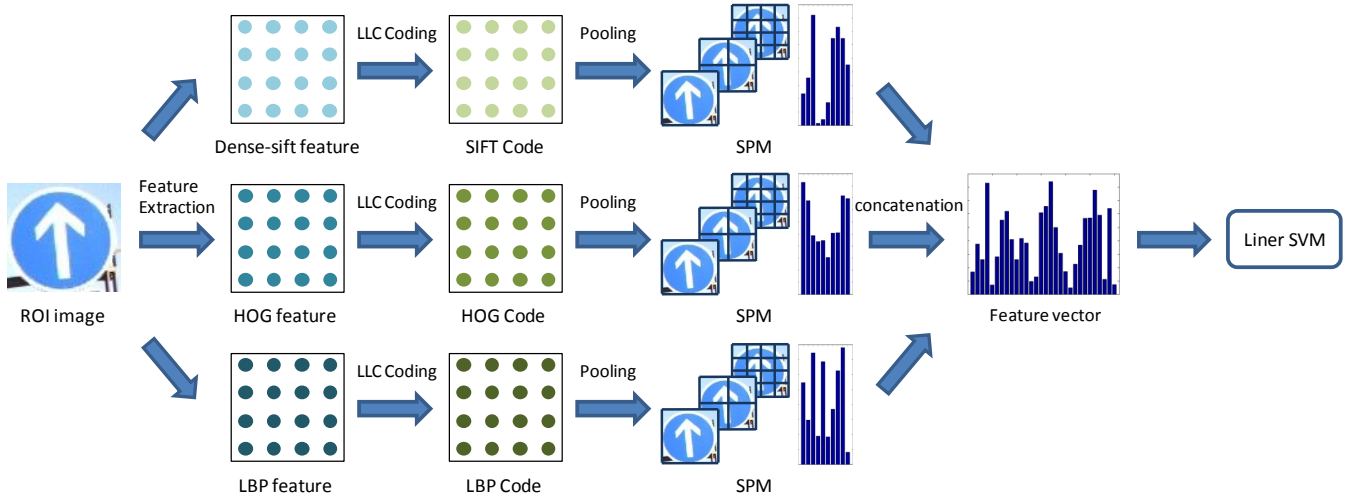 LLC Coding
Pooling
Dense-sift feature
SIFT Code
SPM
Feature
Extraction
LLC Coding
Pooling
concatenation
Liner SVM
ROI image
HOG feature
HOG Code
SPM
Feature vector
LLC Coding
Pooling
LBP feature
LBP Code
SPM